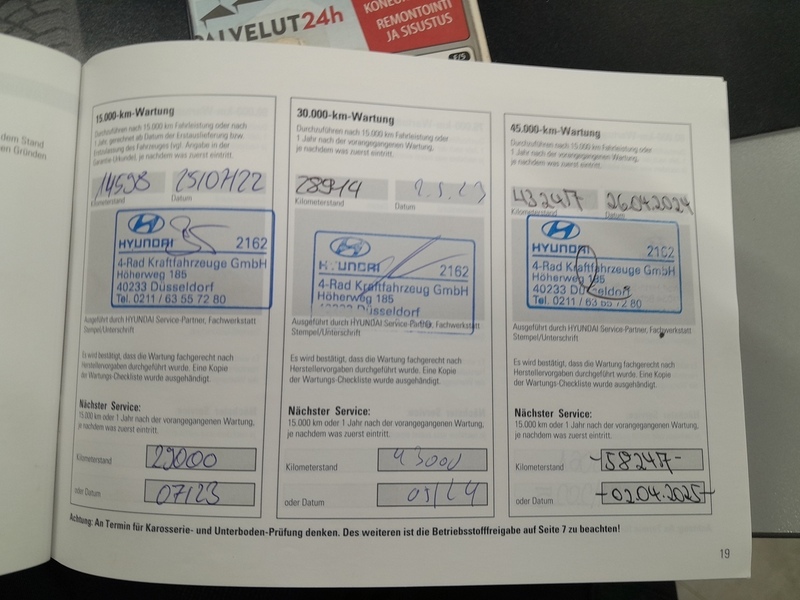 PALVELUT24h
REMONTOINTI
JA SISUSTUS
dem Stand
en Gründen
15.000-km-Wartung
Durchzuführen nach 15.000 km Fahrleistung oder nach
1 Jahr gerechnet ab Datum der Erstauslieferung bzw.
Erstzulassung des Fahrzeuges (vgl. Angabe in der
Garantie-Urkunde), je nachdem was zuerst eintritt.
14598 25/07/22
Kilometerstand Datum
HYUNDAI 2162
4-Rad Kraftfahrzeuge GmbH
Höherweg 185
40233 Düsseldorf
Tel. 0211 / 63 55 72 80
Ausgeführt durch HYUNDAI Service-Partner, Fachwerkstatt
Stempel/Unterschrift
Es wird bestätigt, dass die Wartung fachgerecht nach
Herstellervorgaben durchgeführt wurde. Eine Kopie
der Wartungs-Checkliste wurde ausgehändigt.
Nächster Service:
15.000 km oder 1 Jahr nach der vorangegangenen Wartung,
je nachdem was zuerst eintritt.
Kilometerstand 29000
oder Datum 07/23
30.000-km-Wartung
Durchzuführen nach 15.000 km Fahrleistung oder
1 Jahr nach der vorangegangenen Wartung,
je nachdem was zuerst eintritt.
28914 2.5.23
Kilometerstand Datum
HYUNDAI 2162
4-Rad Kraftfahrzeuge GmbH
Höherweg 185
Ausgeführt durch HYUNDAI Service-Partner, Fachwerkstatt
Stempel/Unterschrift
Es wird bestätigt, dass die Wartung fachgerecht nach
Herstellervorgaben durchgeführt wurde. Eine Kopie
der Wartungs-Checkliste wurde ausgehändigt.
Nächster Service:
15.000 km oder 1 Jahr nach der vorangegangenen Wartung,
je nachdem was zuerst eintritt.
Kilometerstand 43000
oder Datum 05/24
45.000-km-Wartung
Durchzuführen nach 15.000 km Fahrleistung oder
1 Jahr nach der vorangegangenen Wartung,
je nachdem was zuerst eintritt.
43247 26.04.2024
Kilometerstand Datum
HYUNDAI 2162
4-Rad Kraftfahrzeuge GmbH
Höherweg 185
40233 Düsseldorf
Tel. 0211 / 63 55 72 80
Ausgeführt durch HYUNDAI Service-Partner, Fachwerkstatt
Stempel/Unterschrift
Es wird bestätigt, dass die Wartung fachgerecht nach
Herstellervorgaben durchgeführt wurde. Eine Kopie
der Wartungs-Checkliste wurde ausgehändigt.
Nächster Service:
15.000 km oder 1 Jahr nach der vorangegangenen Wartung,
je nachdem was zuerst eintritt.
Kilometerstand -58247-
oder Datum -02.04.2025-
Achtung: An Termin für Karosserie- und Unterboden-Prüfung denken. Des weiteren ist die Betriebsstofffreigabe auf Seite 7 zu beachten!
19